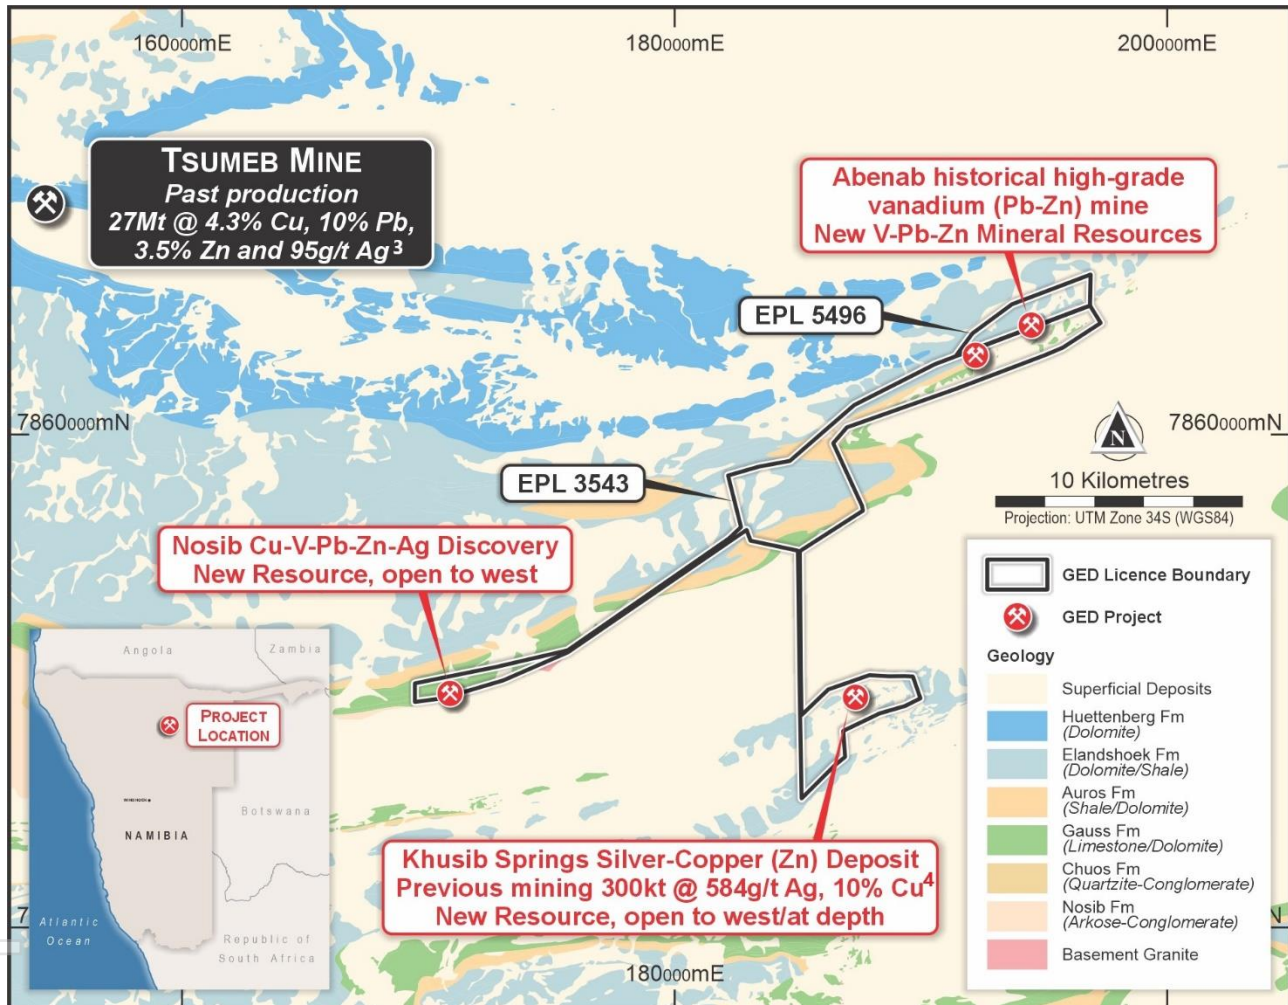 160000mE
180000mE
200000mE
TSUMEB MINE
Past production
27Mt @ 4.3% Cu, 10% Pb,
3.5% Zn and 95g/t Ag3
Abenab historical high-grade
vanadium (Pb-Zn) mine
New V-Pb-Zn Mineral Resources
EPL 5496
7860000mN
7860000mN
N
EPL 3543
10 Kilometres
Projection: UTM Zone 34S (WGS84)
Nosib Cu-V-Pb-Zn-Ag Discovery
New Resource, open to west
GED Licence Boundary
GED Project
Geology
Superficial Deposits
Huettenberg Fm
(Dolomite)
Elandshoek Fm
(Dolomite/Shale)
Auros Fm
(Shale/Dolomite)
Gauss Fm
(Limestone/Dolomite)
Chuos Fm
(Quartzite-Conglomerate)
Nosib Fm
(Arkose-Conglomerate)
Basement Granite
Angola
Zambia
PROJECT
LOCATION
WINDHOEK
Botswana
NAMIBIA
Atlantic
Ocean
Republic of
South Africa
Khusib Springs Silver-Copper (Zn) Deposit
Previous mining 300kt @ 584g/t Ag, 10% Cu4
New Resource, open to west/at depth
7
N
180000mE